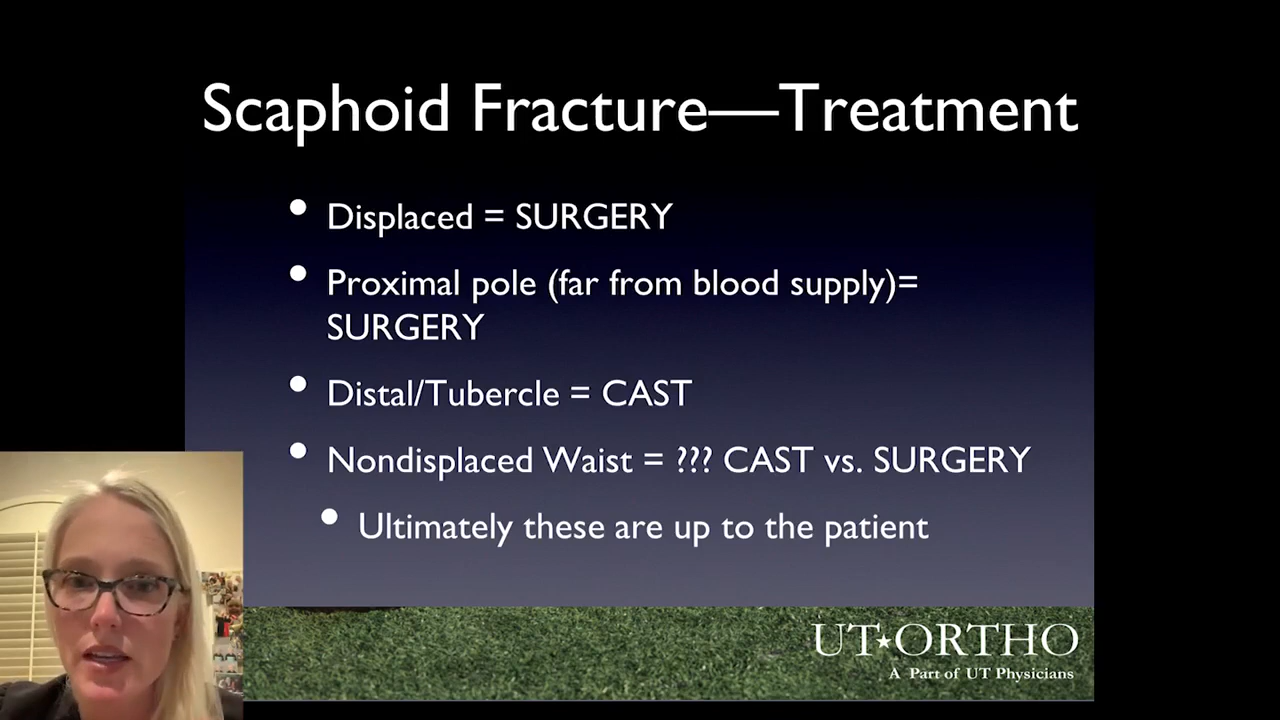 Scaphoid Fracture—Treatment
• Displaced = SURGERY
• Proximal pole (far from blood supply)=
SURGERY
• Distal/Tubercle = CAST
• Nondisplaced Waist = ??? CAST vs. SURGERY
• Ultimately these are up to the patient
UT★ORTHO
A Part of UT Physicians